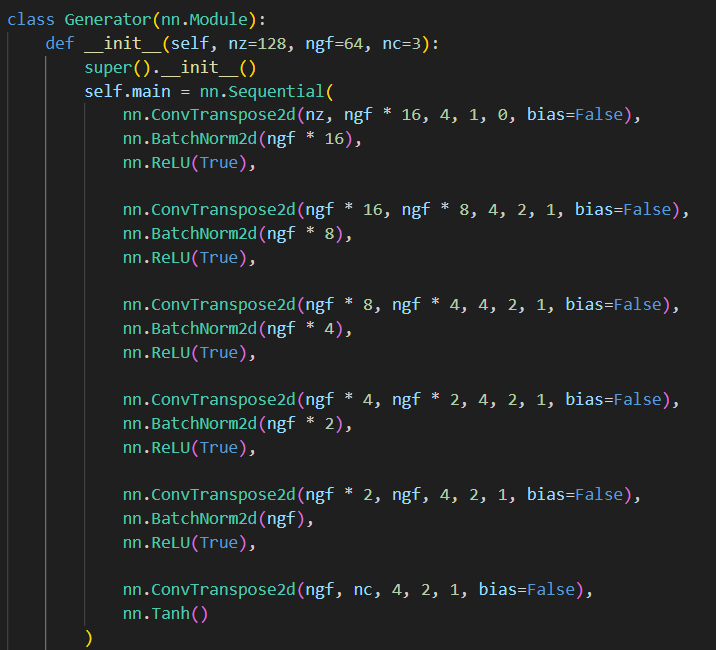 class Generator(nn.Module):
    def __init__(self, nz=128, ngf=64, nc=3):
        super().__init__()
        self.main = nn.Sequential(
            nn.ConvTranspose2d(nz, ngf * 16, 4, 1, 0, bias=False),
            nn.BatchNorm2d(ngf * 16),
            nn.ReLU(True),

            nn.ConvTranspose2d(ngf * 16, ngf * 8, 4, 2, 1, bias=False),
            nn.BatchNorm2d(ngf * 8),
            nn.ReLU(True),

            nn.ConvTranspose2d(ngf * 8, ngf * 4, 4, 2, 1, bias=False),
            nn.BatchNorm2d(ngf * 4),
            nn.ReLU(True),

            nn.ConvTranspose2d(ngf * 4, ngf * 2, 4, 2, 1, bias=False),
            nn.BatchNorm2d(ngf * 2),
            nn.ReLU(True),

            nn.ConvTranspose2d(ngf * 2, ngf, 4, 2, 1, bias=False),
            nn.BatchNorm2d(ngf),
            nn.ReLU(True),

            nn.ConvTranspose2d(ngf, nc, 4, 2, 1, bias=False),
            nn.Tanh()
        )